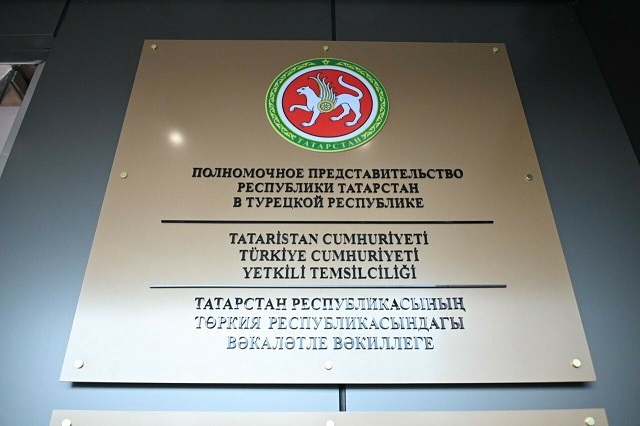 ТАТАРСТАН
ПОЛНОМОЧНОЕ ПРЕДСТАВИТЕЛЬСТВО
РЕСПУБЛИКИ ТАТАРСТАН
В ТУРЕЦКОЙ РЕСПУБЛИКЕ
TATARİSTAN CUMHURİYETİ
TÜRKİYE CUMHURİYETİ
YETKİLİ TEMSİLCİLİĞİ
ТАТАРСТАН РЕСПУБЛИКАСЫНЫҢ
ТӨРКИЯ РЕСПУБЛИКАСЫНДАГЫ
ВӘКАЛӘТЛЕ ВӘКИЛЛЕГЕ